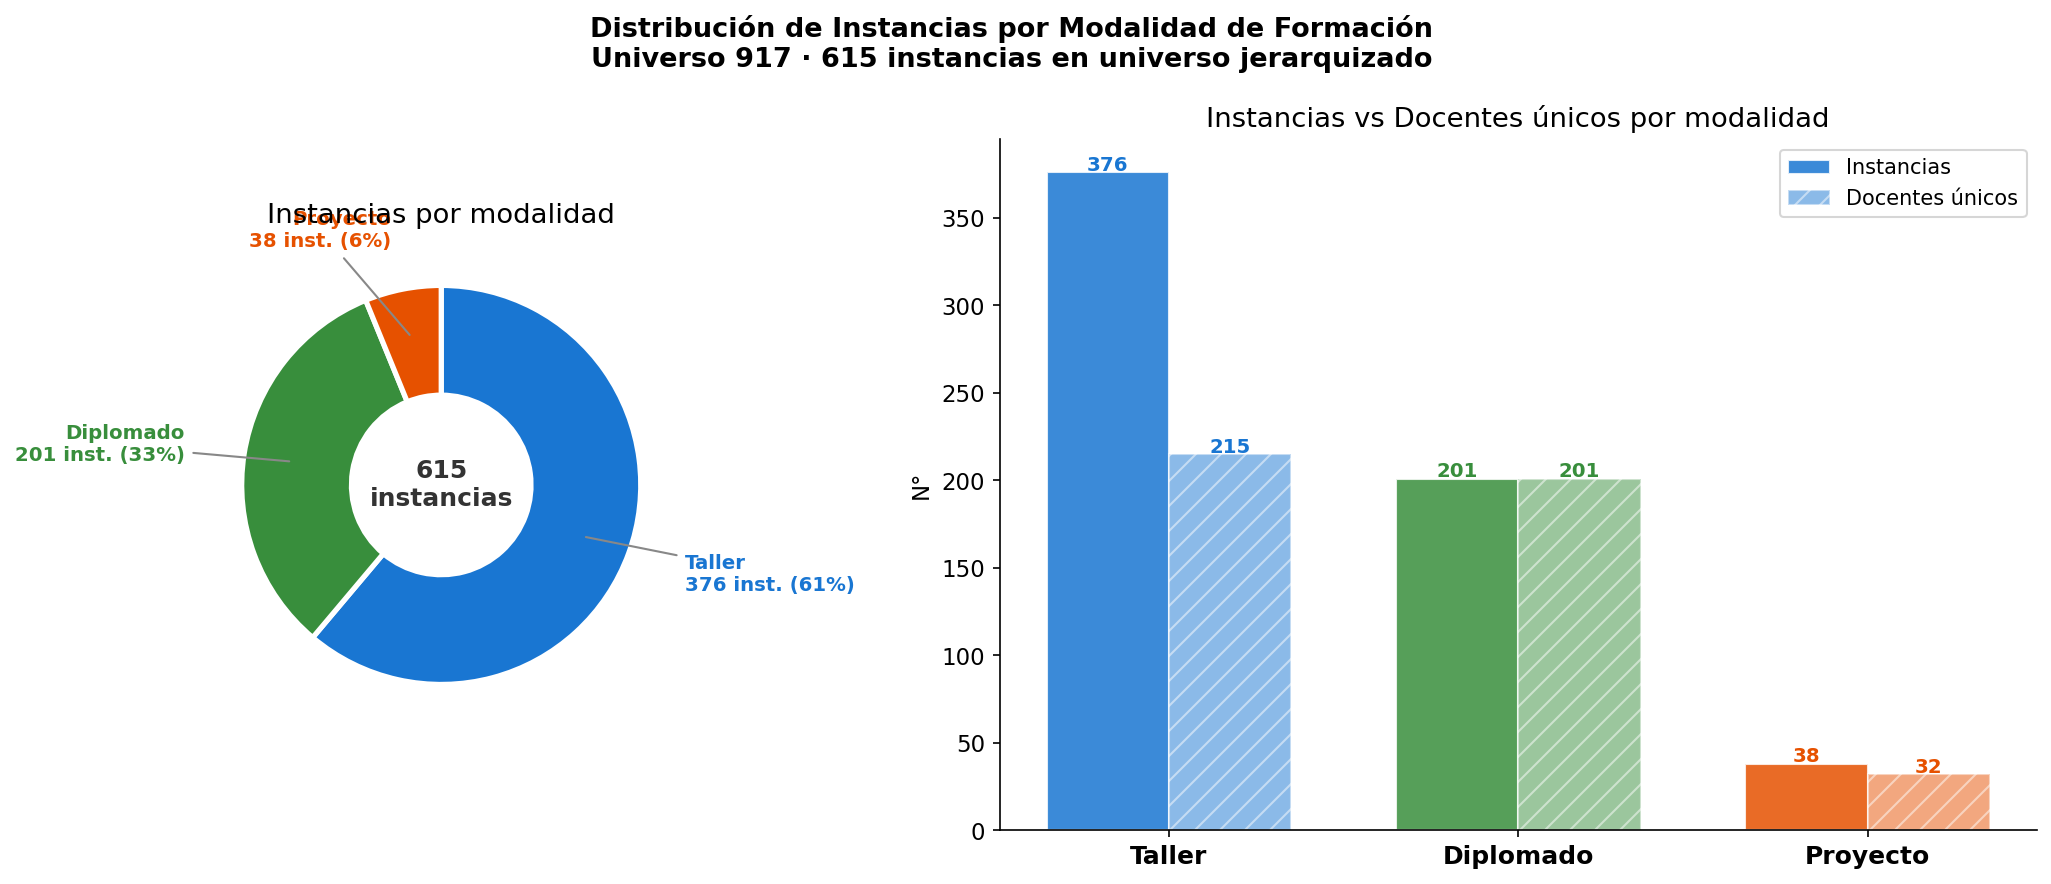 Distribución de Instancias por Modalidad de Formación
Universo 917 · 615 instancias en universo jerarquizado
Instancias por modalidad
Proyecto
38 inst. (6%)
Diplomado
201 inst. (33%)
615
instancias
Taller
376 inst. (61%)
Instancias vs Docentes únicos por modalidad
Instancias
Docentes únicos
N°
350
300
250
200
150
100
50
0
376
215
201
201
38
32
Taller
Diplomado
Proyecto